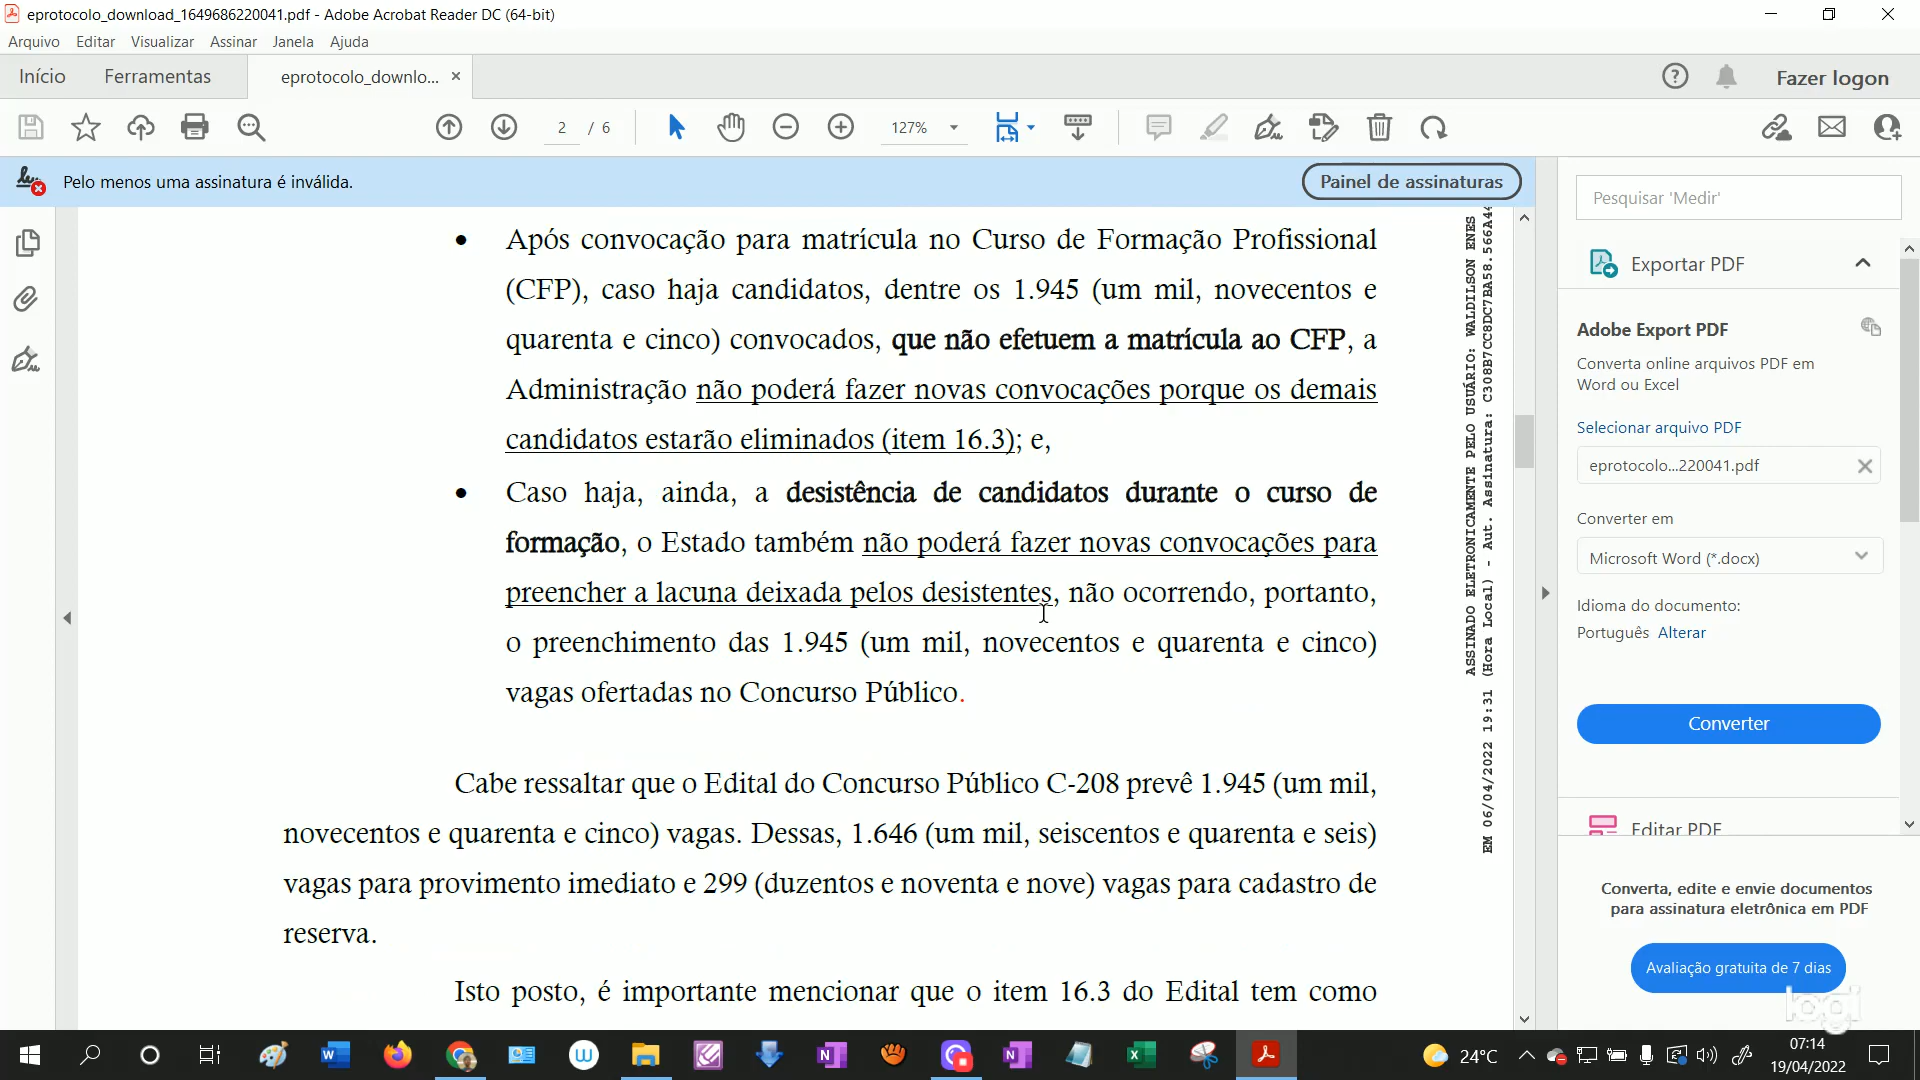 eprotocolo_download_1649686220041.pdf - Adobe Acrobat Reader DC (64-bit)
Arquivo Editar Visualizar Assinar Janela Ajuda
Início Ferramentas eprotocolo_downlo... × Fazer logon
2 / 6 127%
Pelo menos uma assinatura é inválida. Painel de assinaturas
• Após convocação para matrícula no Curso de Formação Profissional
(CFP), caso haja candidatos, dentre os 1.945 (um mil, novecentos e
quarenta e cinco) convocados, que não efetuem a matrícula ao CFP, a
Administração não poderá fazer novas convocações porque os demais
candidatos estarão eliminados (item 16.3); e,
• Caso haja, ainda, a desistência de candidatos durante o curso de
formação, o Estado também não poderá fazer novas convocações para
preencher a lacuna deixada pelos desistentes, não ocorrendo, portanto,
o preenchimento das 1.945 (um mil, novecentos e quarenta e cinco)
vagas ofertadas no Concurso Público.
Cabe ressaltar que o Edital do Concurso Público C-208 prevê 1.945 (um mil,
novecentos e quarenta e cinco) vagas. Dessas, 1.646 (um mil, seiscentos e quarenta e seis)
vagas para provimento imediato e 299 (duzentos e noventa e nove) vagas para cadastro de
reserva.
Isto posto, é importante mencionar que o item 16.3 do Edital tem como
ASSINADO ELETRONICAMENTE PELO USUÁRIO: WALDILSON ENES
EM 06/04/2022 19:31 (Hora Local) - Aut. Assinatura: C308B7CC8DC7BA58.566A44
Pesquisar 'Medir'
Exportar PDF
Adobe Export PDF
Converta online arquivos PDF em
Word ou Excel
Selecionar arquivo PDF
eprotocolo...220041.pdf
Converter em
Microsoft Word (*.docx)
Idioma do documento:
Português Alterar
Converter
Editar PDF
Converta, edite e envie documentos
para assinatura eletrônica em PDF
Avaliação gratuita de 7 dias
logi
24°C
07:14
19/04/2022